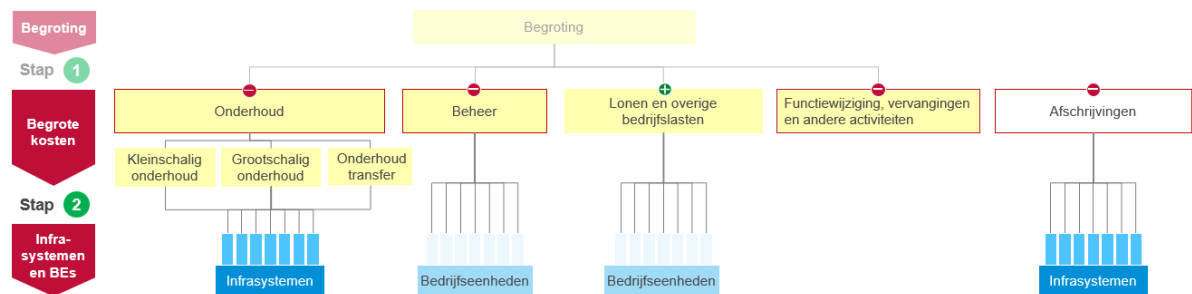 Begroting
Begroting
Stap 1
Begrote
kosten
Onderhoud
Beheer
Lonen en overige
bedrijfslasten
Functiewijziging, vervangingen
en andere activiteiten
Afschrijvingen
Kleinschalig
onderhoud
Grootschalig
onderhoud
Onderhoud
transfer
Stap 2
Infra-
systemen
en BEs
Infrasystemen
Bedrijfseenheden
Bedrijfseenheden
Infrasystemen